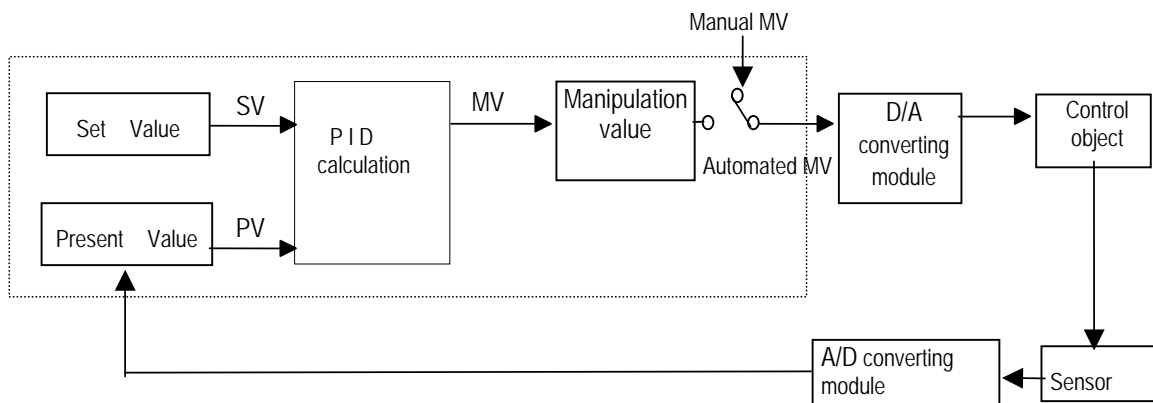 Manual MV
Set Value
SV
P I D
calculation
MV
Manipulation
value
Automated MV
D/A
converting
module
Control
object
Present Value
PV
A/D converting
module
Sensor